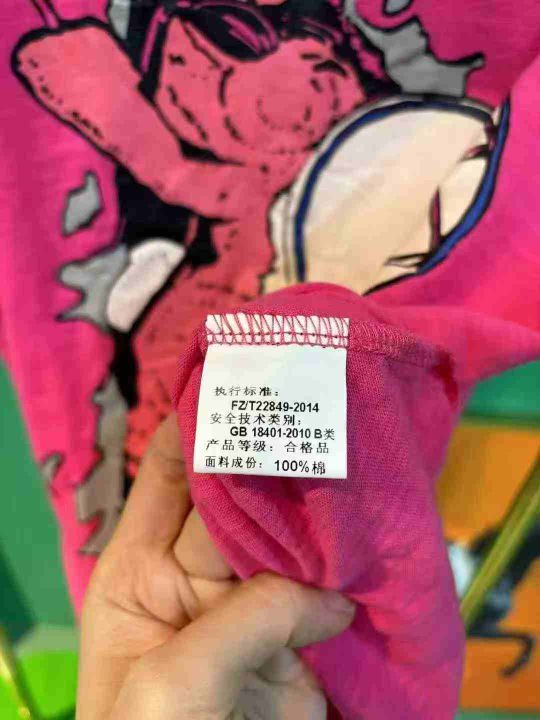 执行标准：
FZ/T22849-2014
安全技术类别：
GB 18401-2010 B类
产品等级：合格品
面料成份：100%棉